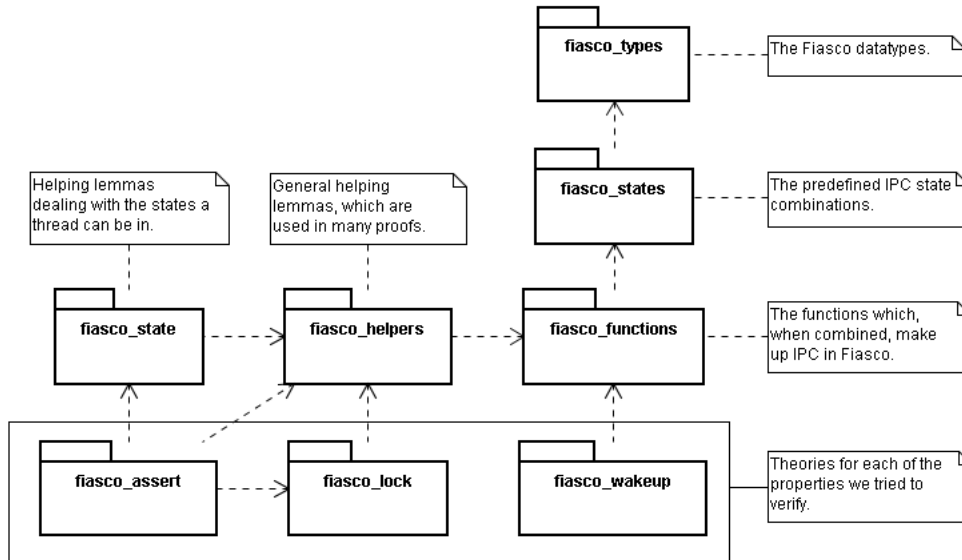 fiasco_types
The Fiasco datatypes.
Helping lemmas
dealing with the states a
thread can be in.
General helping
lemmas, which are
used in many proofs.
fiasco_states
The predefined IPC state
combinations.
fiasco_state
fiasco_helpers
fiasco_functions
The functions which,
when combined, make
up IPC in Fiasco.
fiasco_assert
fiasco_lock
fiasco_wakeup
Theories for each of the
properties we tried to
verify.